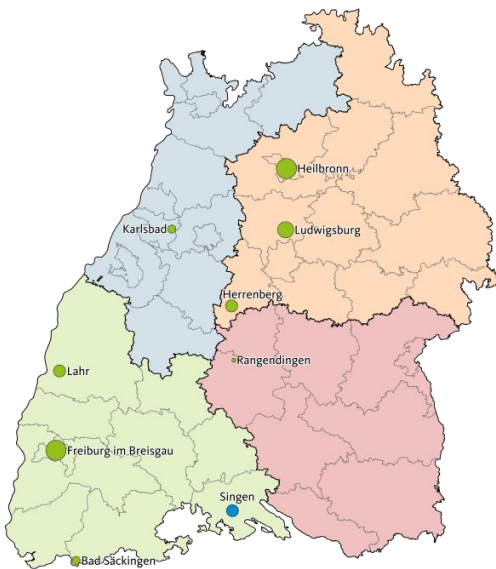 Heilbronn
Karlsbad
Ludwigsburg
Herrenberg
Rangendingen
Lahr
Freiburg im Breisgau
Singen
Bad Säckingen